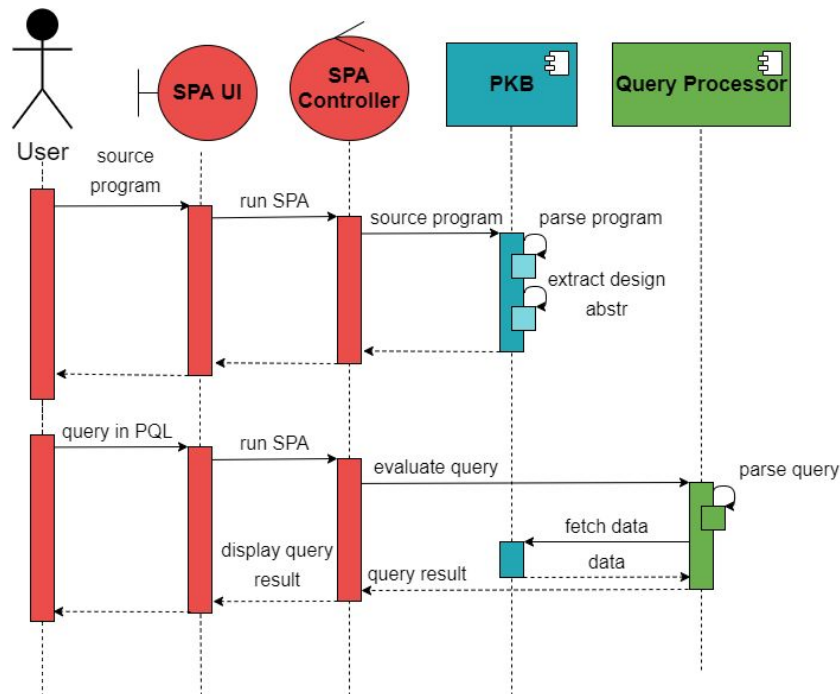 SPA UI
SPA
Controller
PKB
Query Processor
User
source
program
run SPA
source program
parse program
extract design
abstr
query in PQL
run SPA
evaluate query
parse query
fetch data
display query
result
query result
data